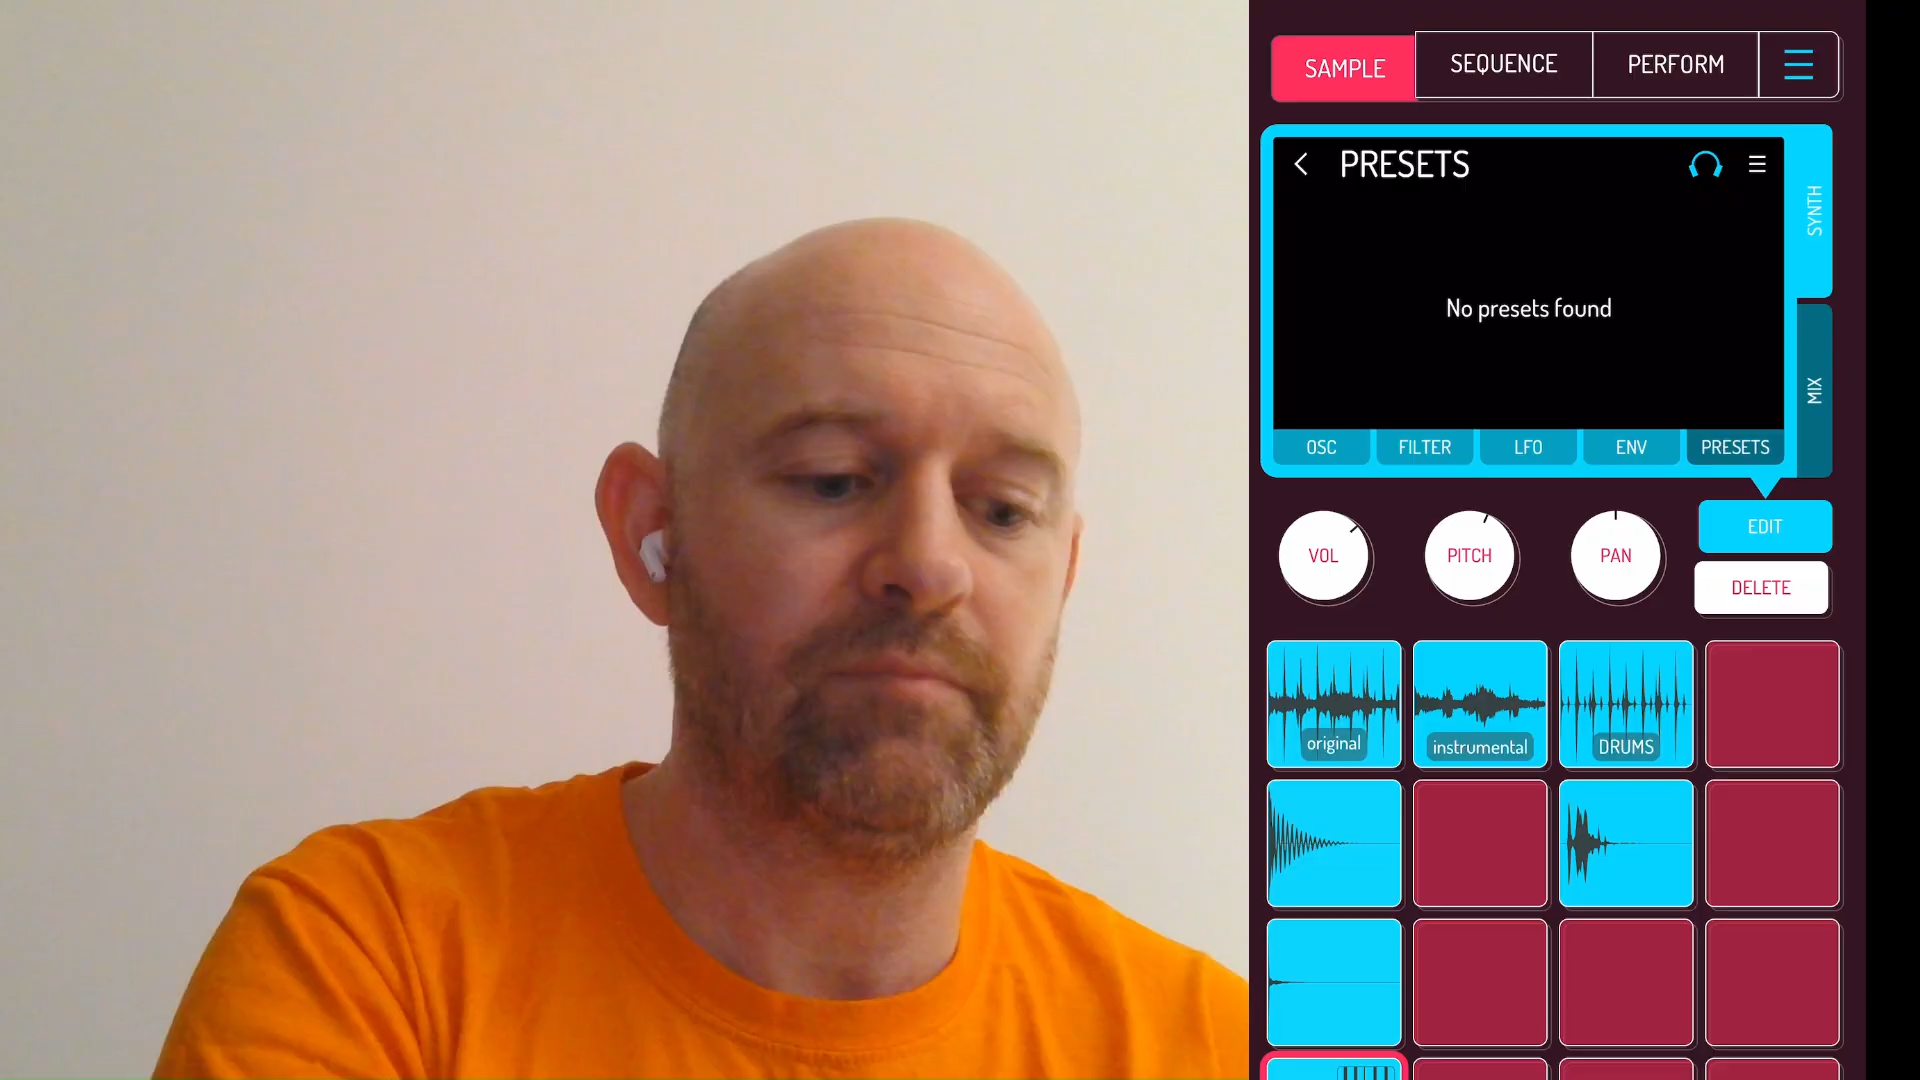 SAMPLE SEQUENCE PERFORM
PRESETS
SYNTH
No presets found
MIX
OSC FILTER LFO ENV PRESETS
VOL PITCH PAN EDIT
DELETE
original instrumental DRUMS